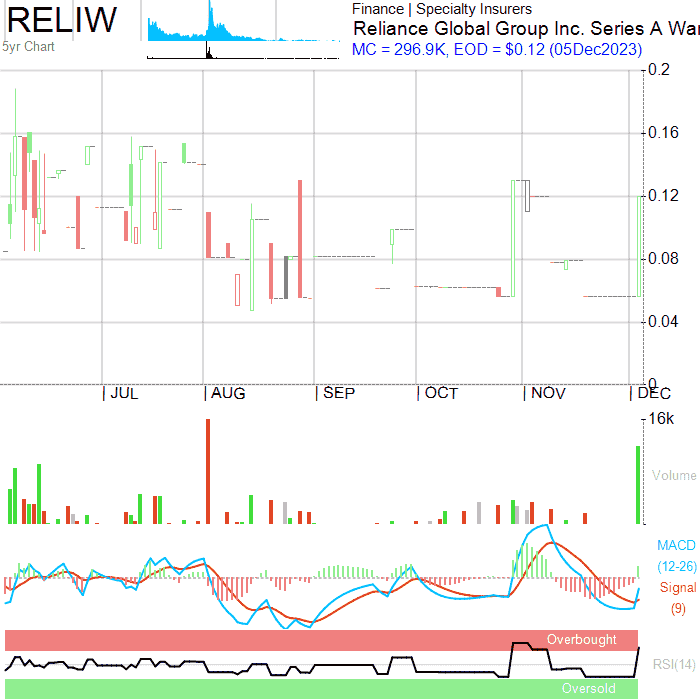 RELIW
5yr Chart
Finance | Specialty Insurers
Reliance Global Group Inc. Series A War
MC = 296.9K, EOD = $0.12 (05Dec2023)
0.2
0.16
0.12
0.08
0.04
0
| JUL | AUG | SEP | OCT | NOV | DEC
16k
Volume
MACD
(12-26)
Signal
(9)
Overbought
RSI(14)
Oversold